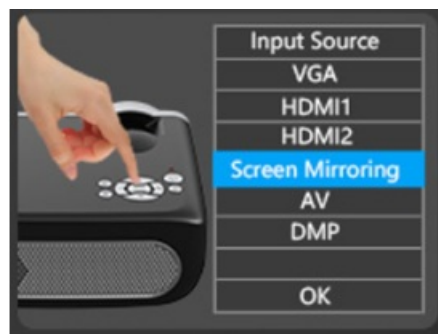 Input Source
VGA
HDMI1
HDMI2
Screen Mirroring
AV
DMP
OK